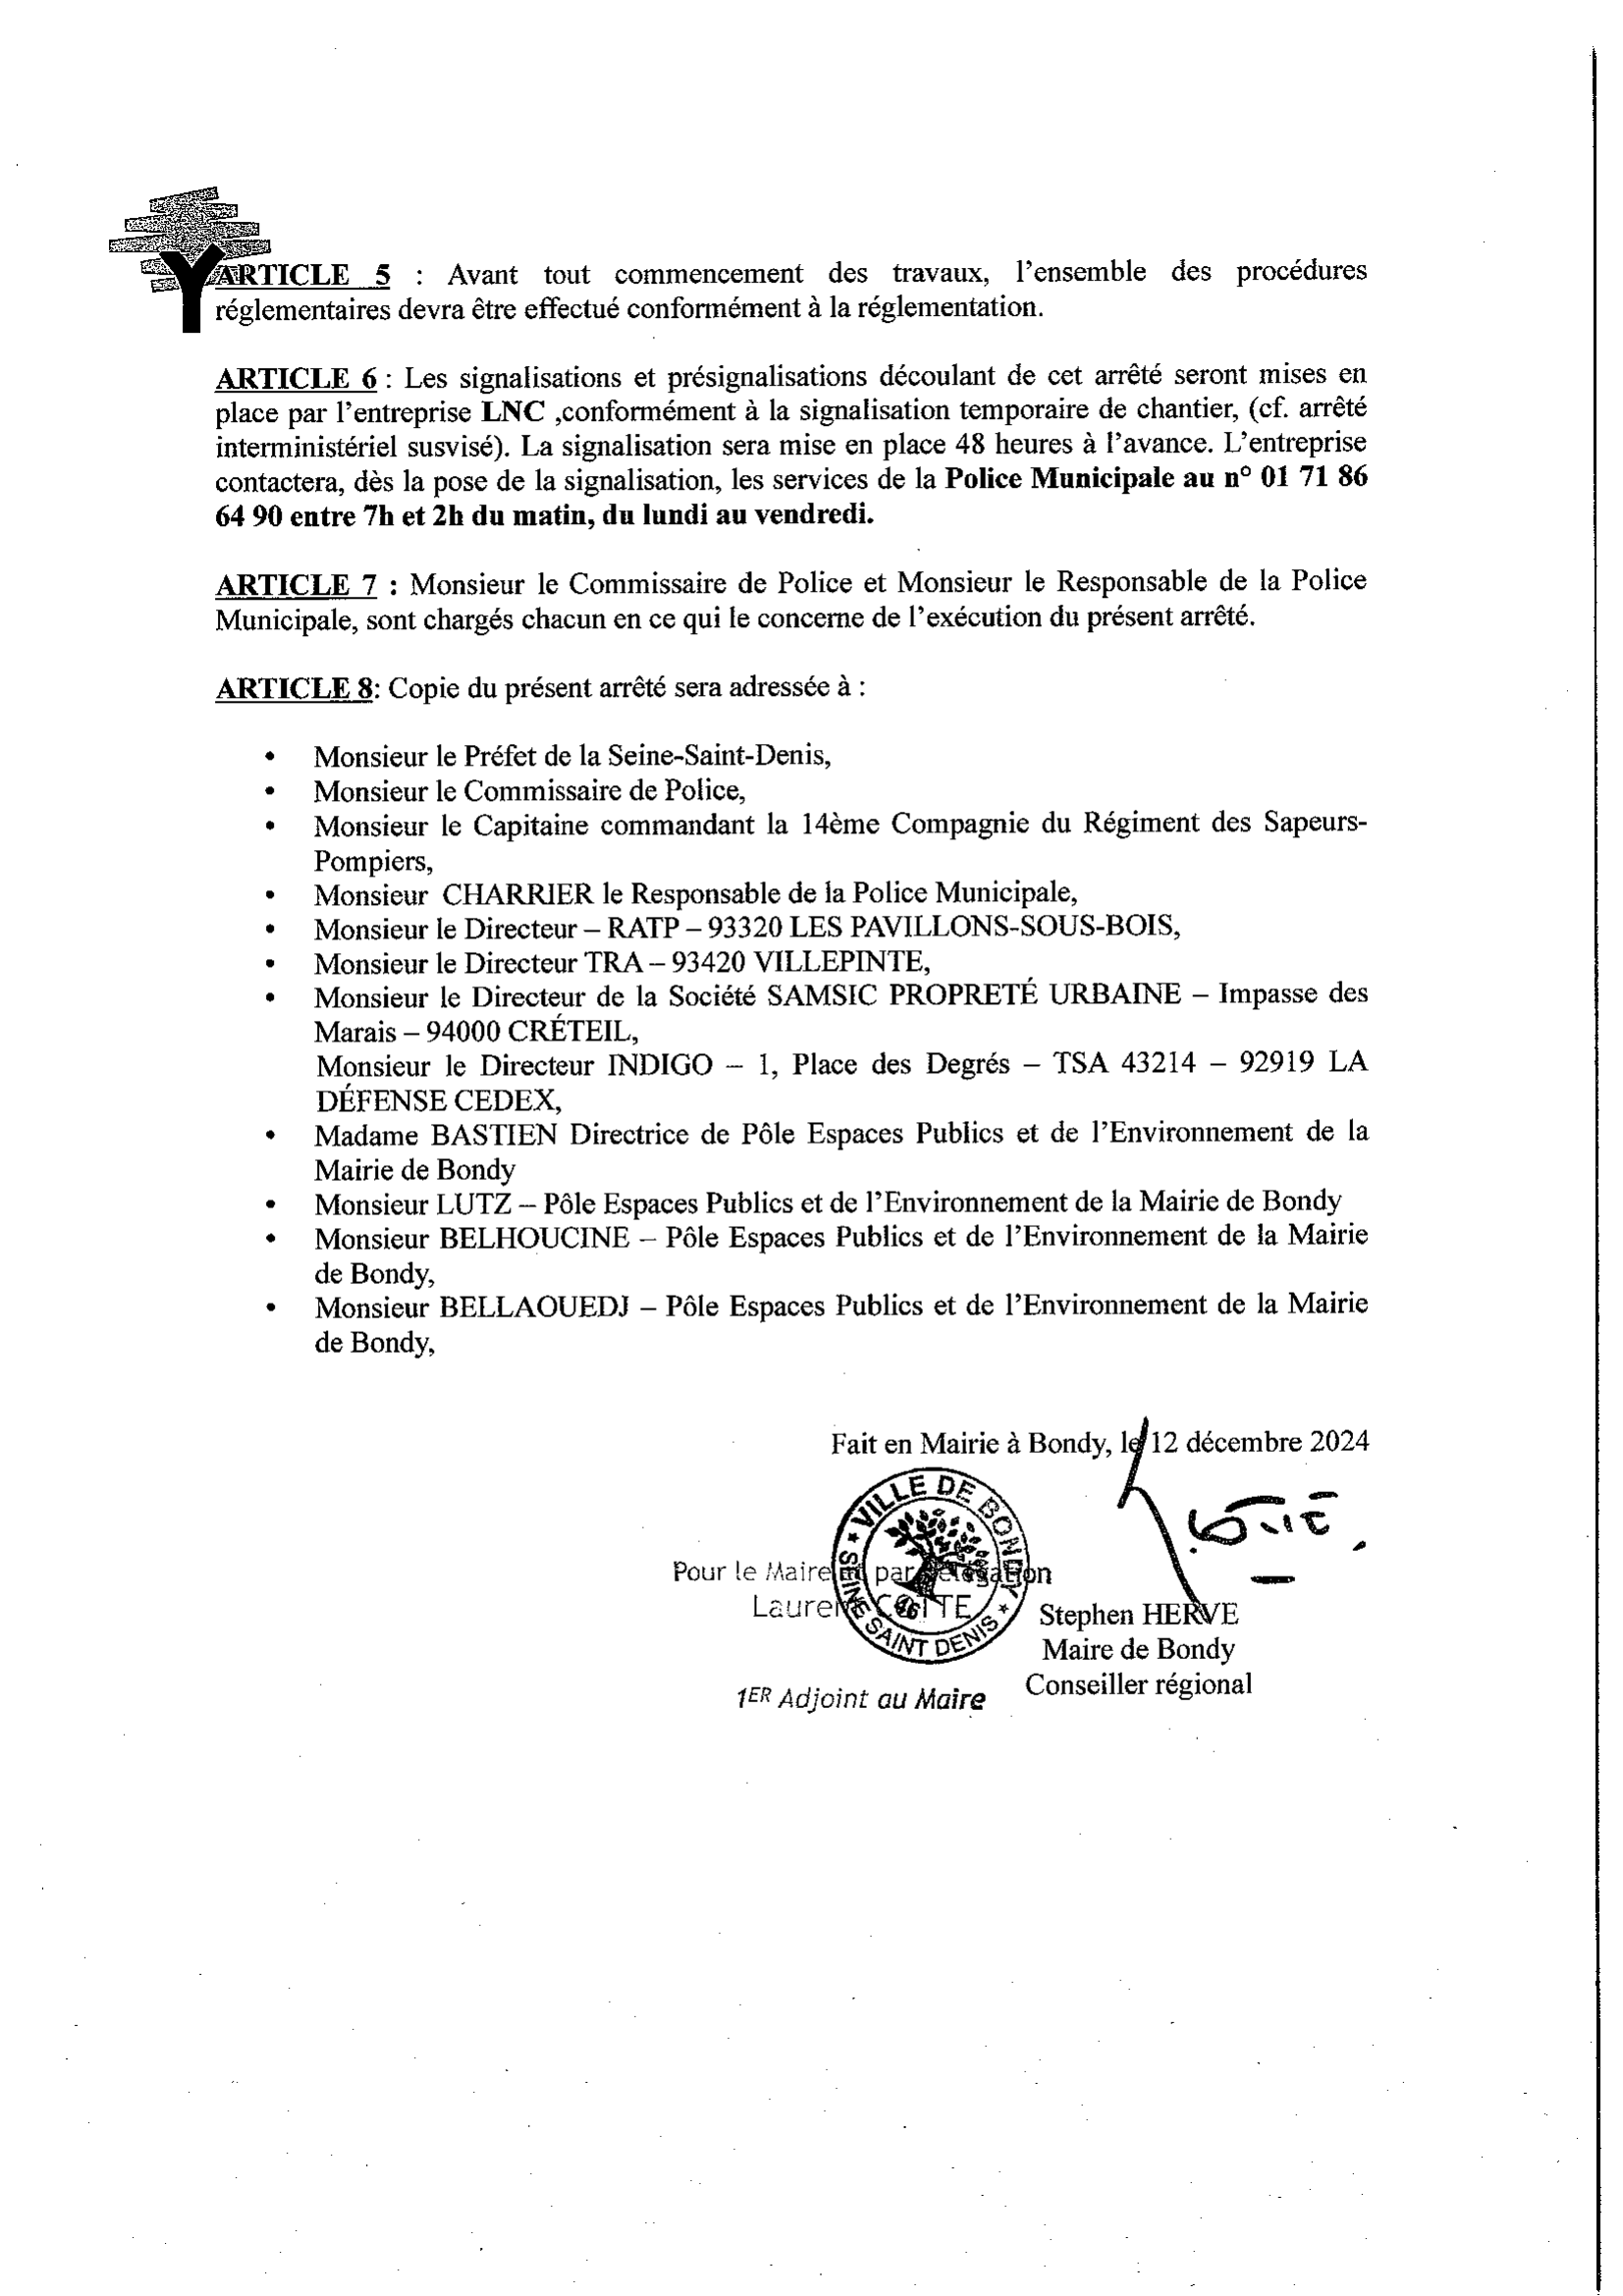 ARTICLE 5 : Avant tout commencement des travaux, l'ensemble des procédures
réglementaires devra être effectué conformément à la réglementation.
ARTICLE 6 : Les signalisations et présignalisations découlant de cet arrêté seront mises en
place par l'entreprise LNC ,conformément à la signalisation temporaire de chantier, (cf. arrêté
interministériel susvisé). La signalisation sera mise en place 48 heures à l'avance. L'entreprise
contactera, dès la pose de la signalisation, les services de la Police Municipale au n° 01 71 86
64 90 entre 7h et 2h du matin, du lundi au vendredi.
ARTICLE 7 : Monsieur le Commissaire de Police et Monsieur le Responsable de la Police
Municipale, sont chargés chacun en ce qui le concerne de l'exécution du présent arrêté.
ARTICLE 8: Copie du présent arrêté sera adressée à :
• Monsieur le Préfet de la Seine-Saint-Denis,
• Monsieur le Commissaire de Police,
• Monsieur le Capitaine commandant la 14ème Compagnie du Régiment des Sapeurs-
Pompiers,
• Monsieur CHARRIER le Responsable de la Police Municipale,
• Monsieur le Directeur – RATP – 93320 LES PAVILLONS-SOUS-BOIS,
• Monsieur le Directeur TRA – 93420 VILLEPINTE,
• Monsieur le Directeur de la Société SAMSIC PROPRETÉ URBAINE – Impasse des
Marais – 94000 CRÉTEIL,
Monsieur le Directeur INDIGO – 1, Place des Degrés – TSA 43214 – 92919 LA
DÉFENSE CEDEX,
• Madame BASTIEN Directrice de Pôle Espaces Publics et de l'Environnement de la
Mairie de Bondy
• Monsieur LUTZ – Pôle Espaces Publics et de l'Environnement de la Mairie de Bondy
• Monsieur BELHOUCINE – Pôle Espaces Publics et de l'Environnement de la Mairie
de Bondy,
• Monsieur BELLAOUEDJ – Pôle Espaces Publics et de l'Environnement de la Mairie
de Bondy,
Fait en Mairie à Bondy, le 12 décembre 2024
VILLE DE BONDY
SEINE SAINT DENIS
Pour le Maire et par délégation
Stephen HERVE
Maire de Bondy
Conseiller régional
1ER Adjoint au Maire